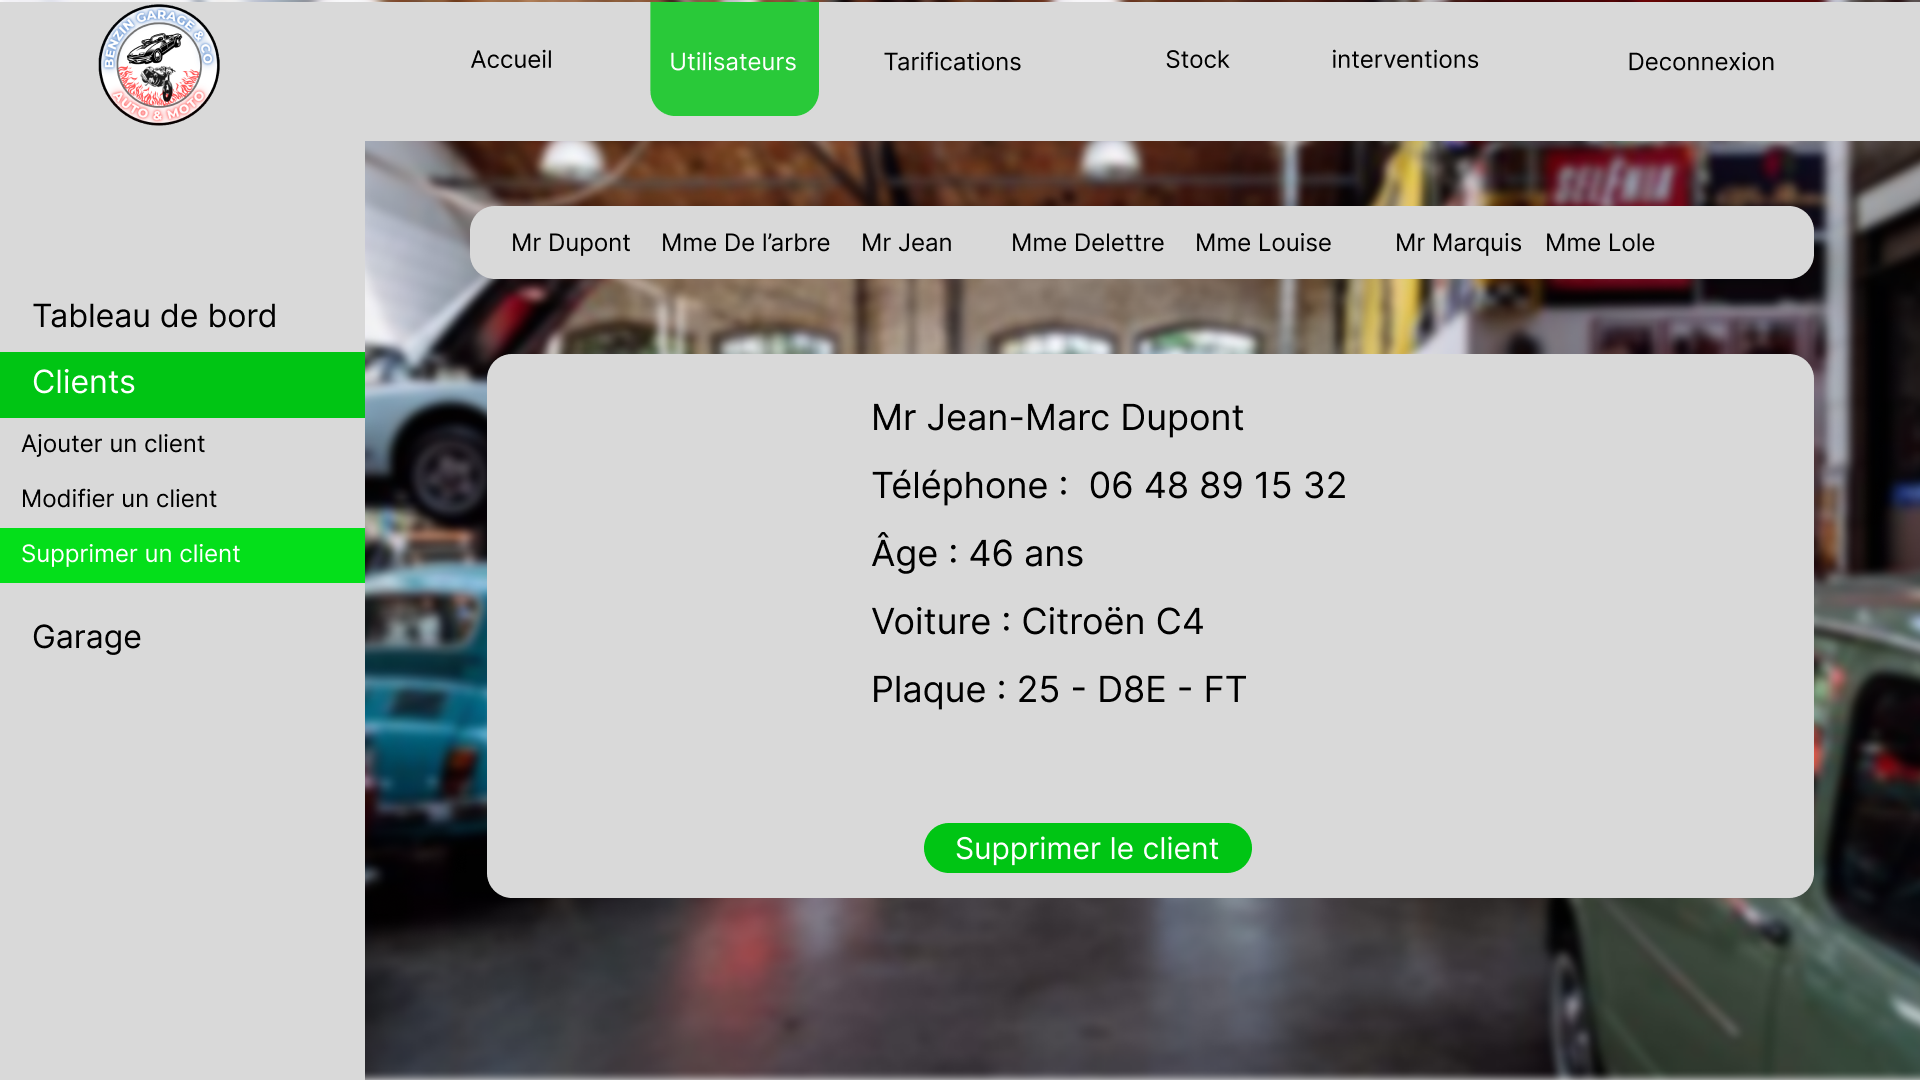 BENZIN GARAGE & CO
AUTO & MOTO
Accueil
Utilisateurs
Tarifications
Stock
interventions
Deconnexion
SELÈNIA
Mr Dupont
Mme De l’arbre
Mr Jean
Mme Delettre
Mme Louise
Mr Marquis
Mme Lole
Tableau de bord
Clients
Ajouter un client
Modifier un client
Supprimer un client
Garage
Mr Jean-Marc Dupont
Téléphone :  06 48 89 15 32
Âge : 46 ans
Voiture : Citroën C4
Plaque : 25 - D8E - FT
Supprimer le client